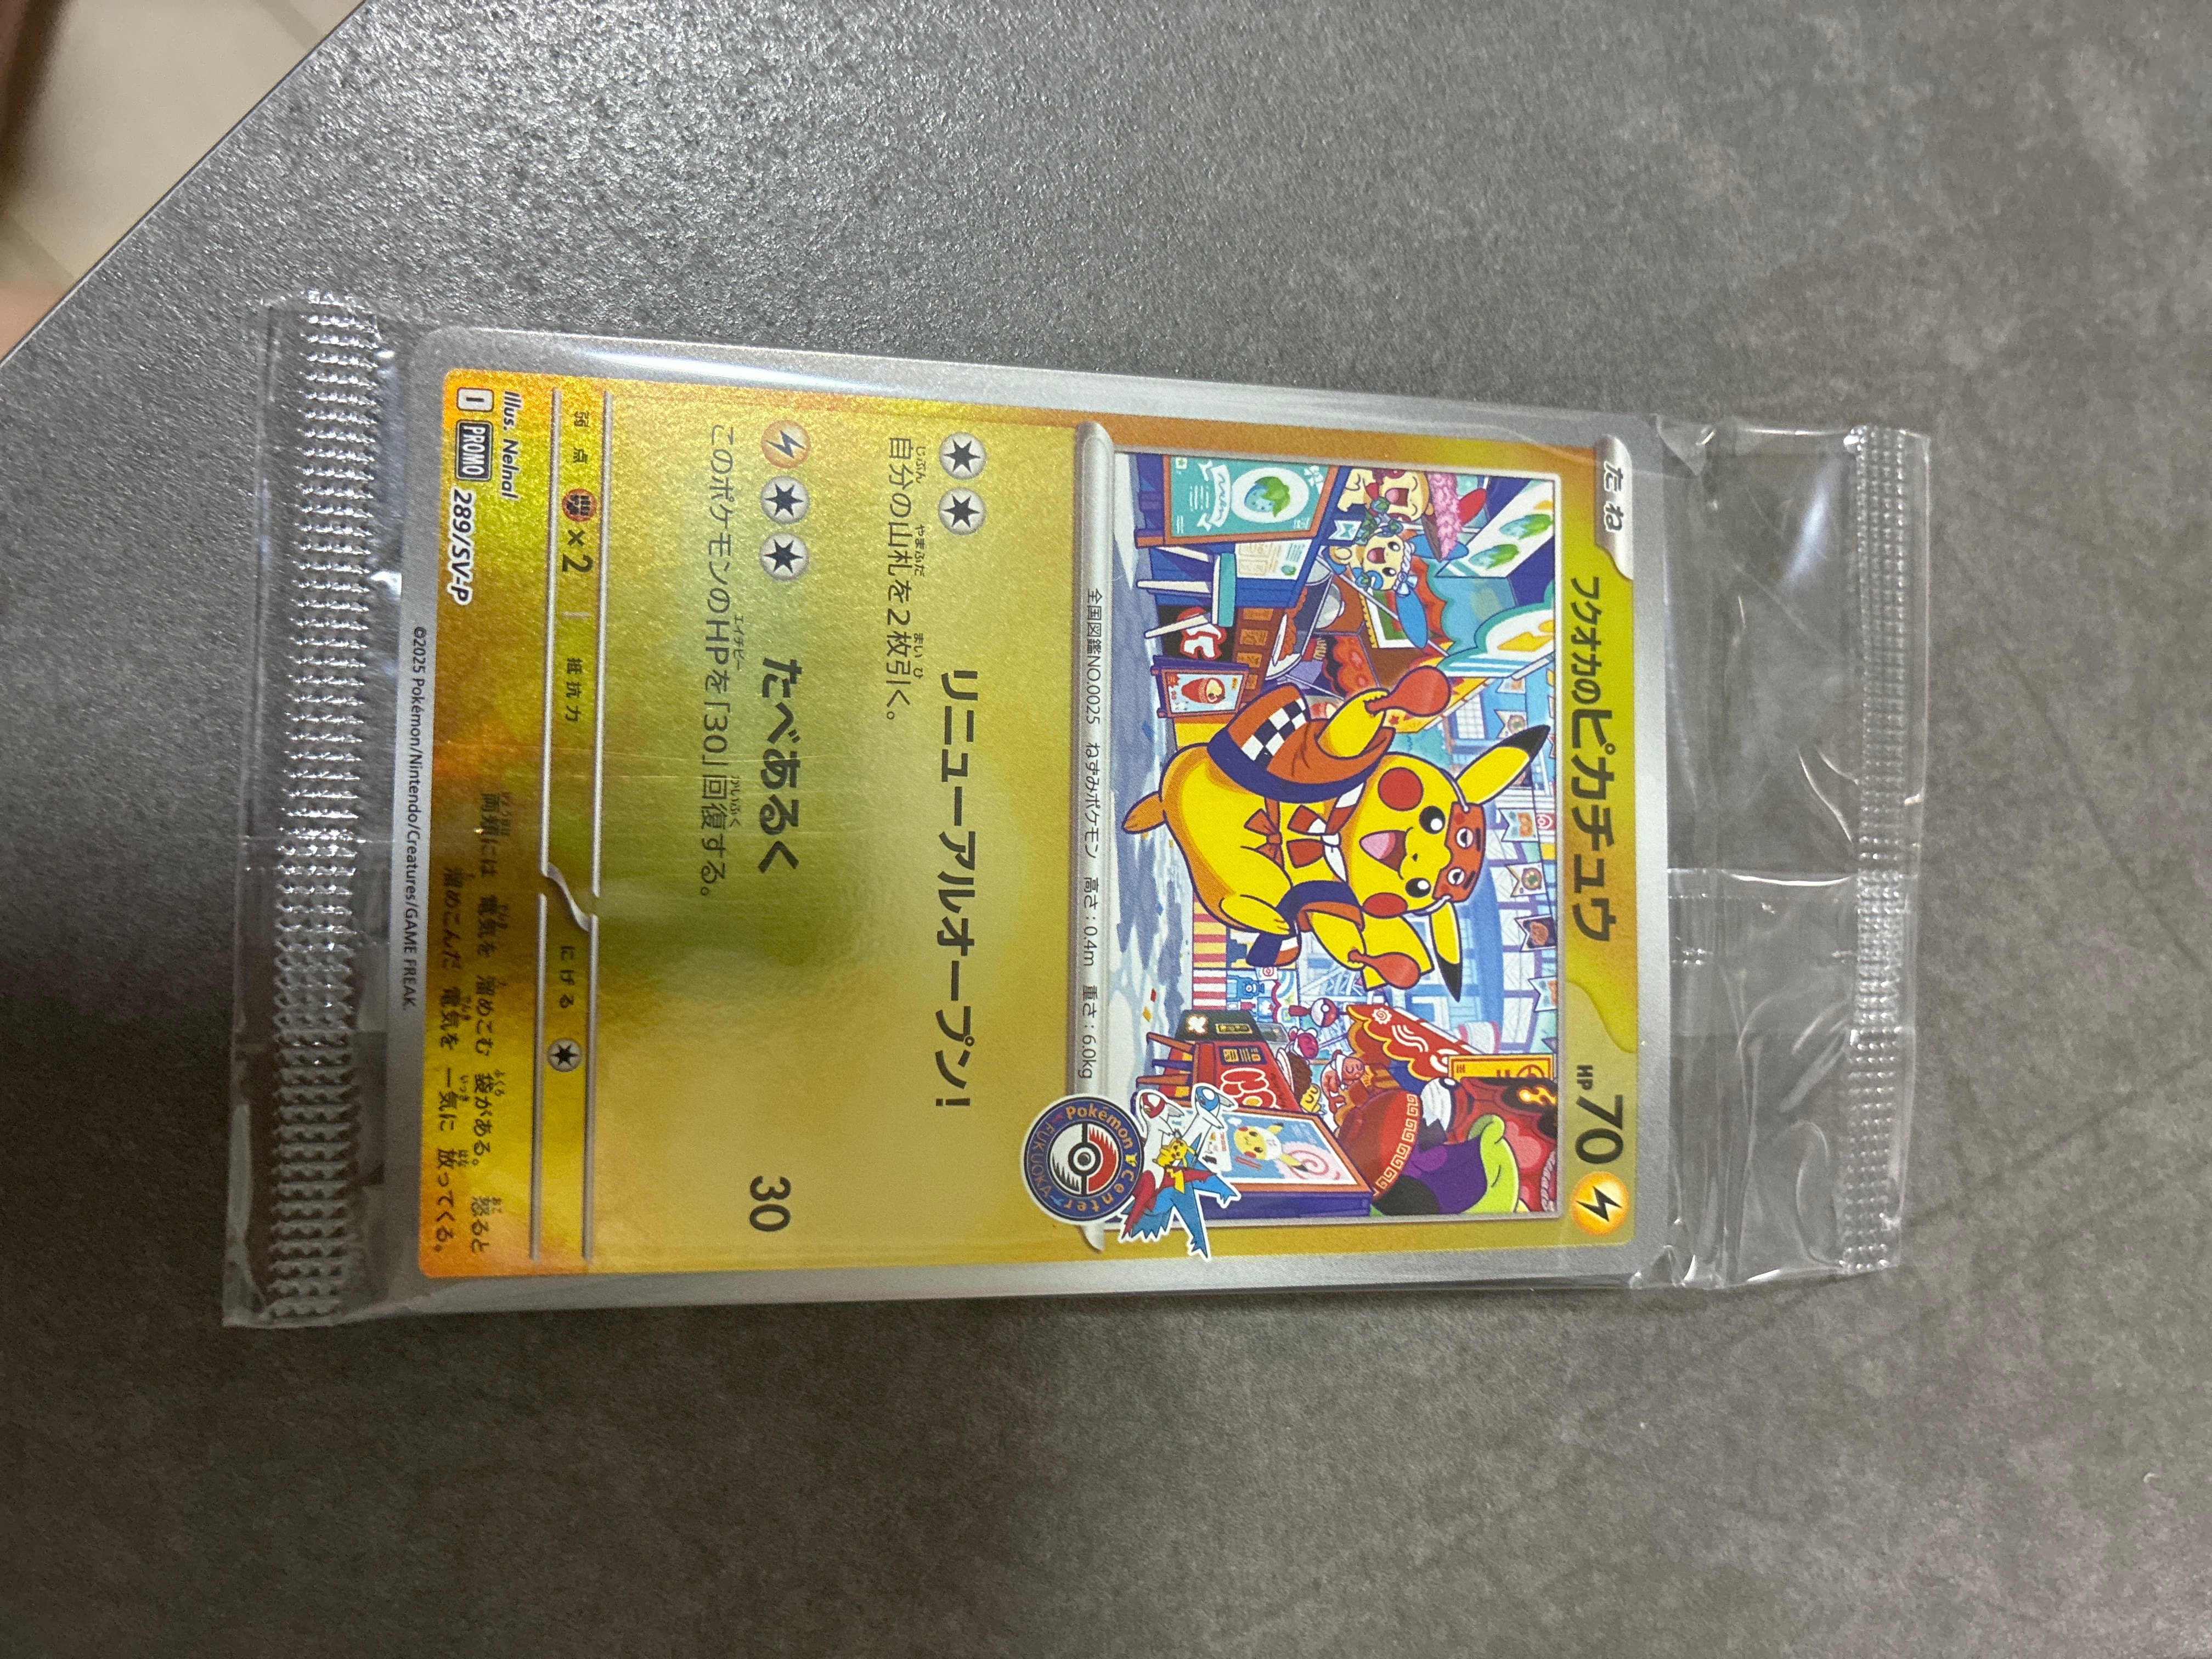 たね
フクオカのピカチュウ
HP70
全国図鑑NO.0025 ねずみポケモン 高さ:0.4m 重さ:6.0kg
Pokémon Center
FUKUOKA
リニューアルオープン!
自分の山札を2枚引く。
たべあるく 30
このポケモンのHPを「30」回復する。
弱点 ×2 抵抗力 にげる
Illus. Nelnal
I PROMO 289/SV-P
両頬には 電気を 溜めこむ 袋がある。 怒ると
溜めこんだ 電気を 一気に 放ってくる。
©2025 Pokémon/Nintendo/Creatures/GAME FREAK.